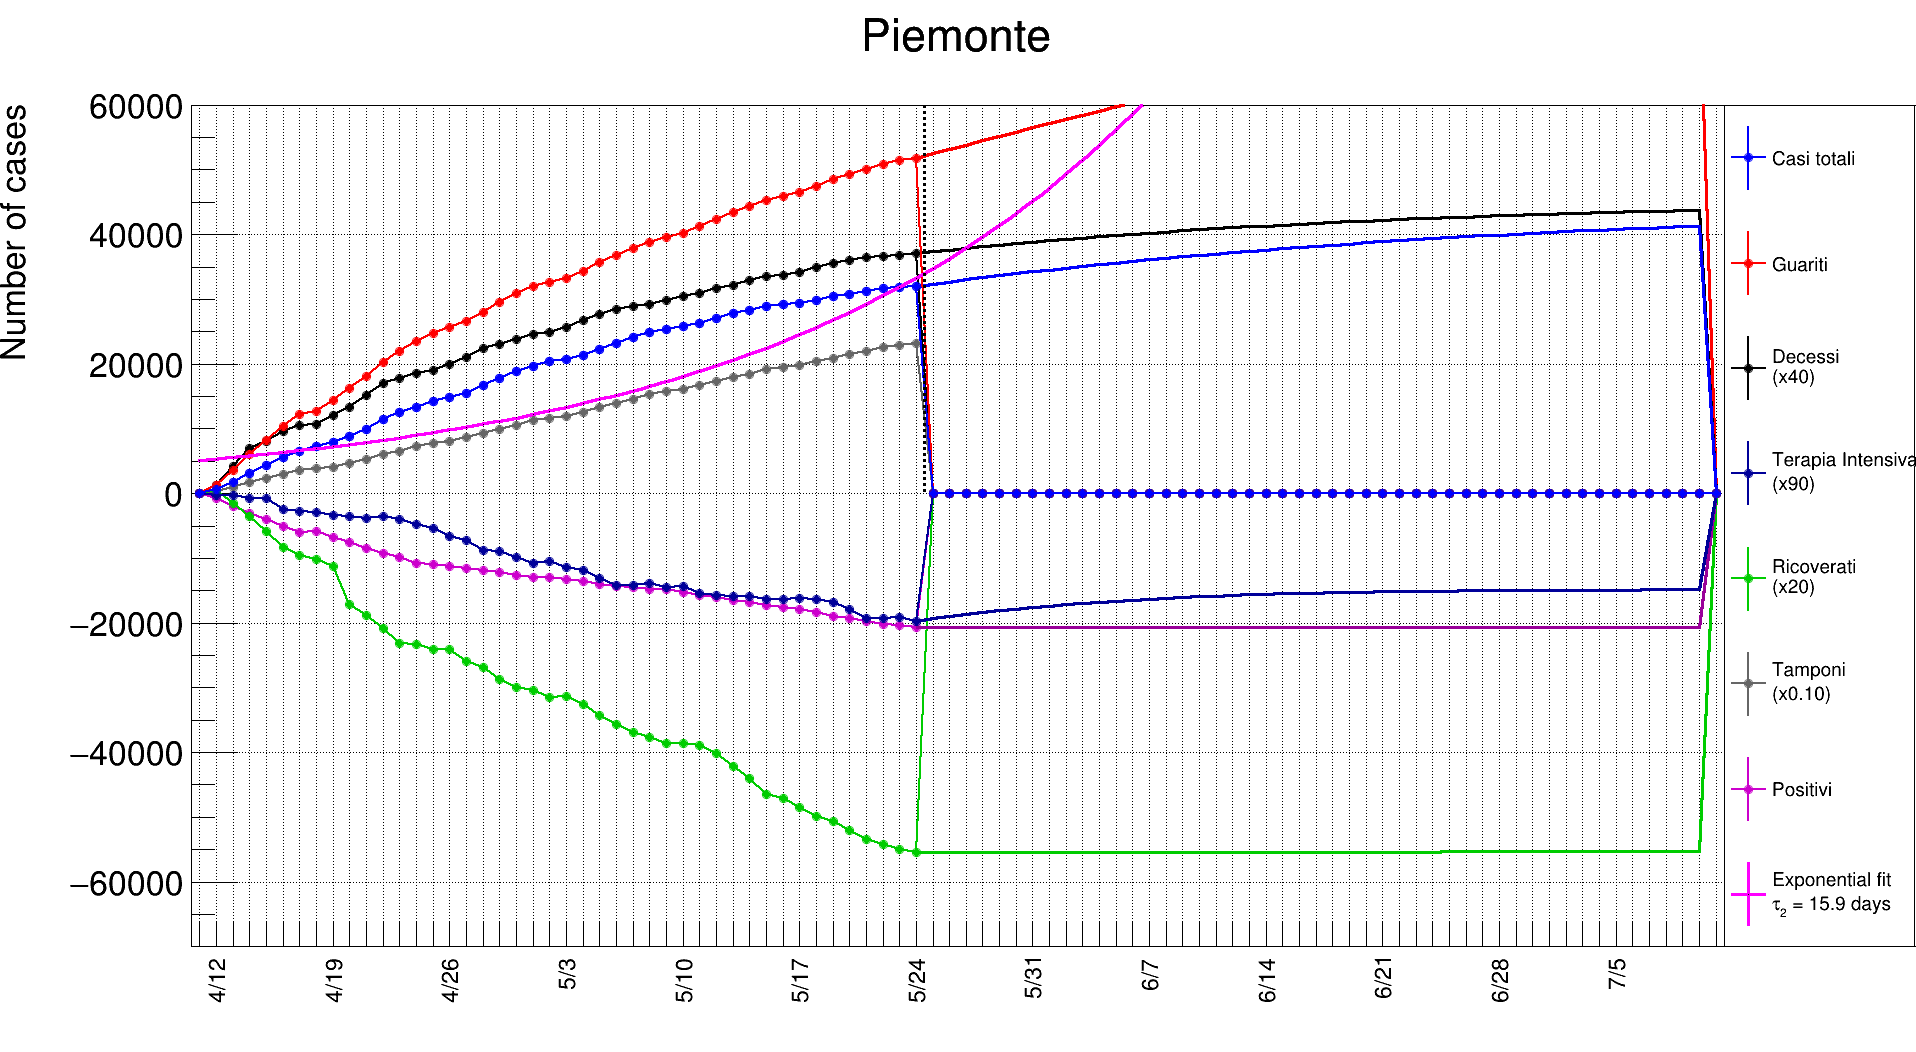 Piemonte
Number of cases
60000
40000
20000
0
−20000
−40000
−60000
4/12
4/19
4/26
5/3
5/10
5/17
5/24
5/31
6/7
6/14
6/21
6/28
7/5
Casi totali
Guariti
Decessi
(x40)
Terapia Intensiva
(x90)
Ricoverati
(x20)
Tamponi
(x0.10)
Positivi
Exponential fit
τ2 = 15.9 days